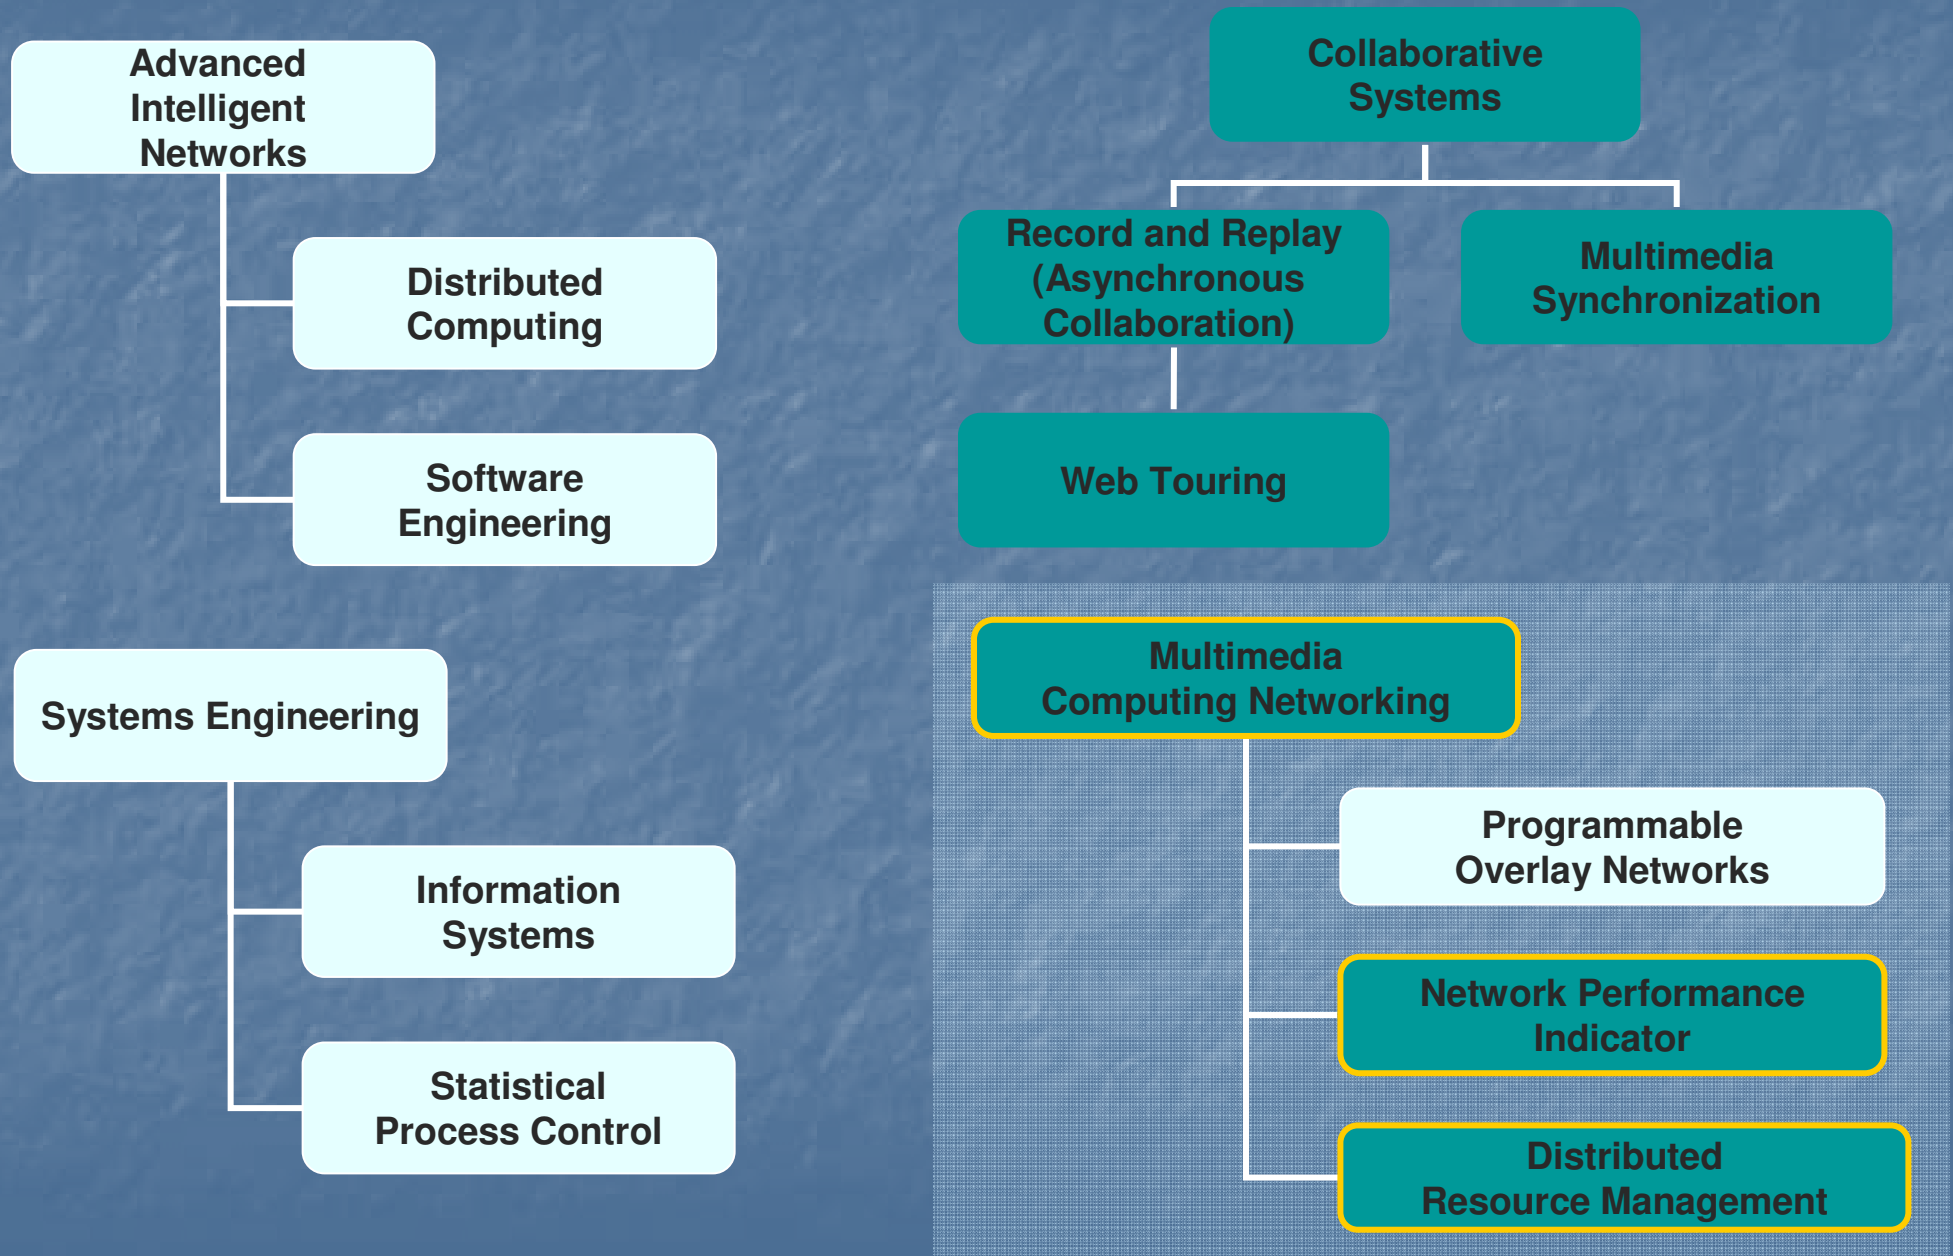 Advanced
Intelligent
Networks
Distributed
Computing
Software
Engineering
Collaborative
Systems
Record and Replay
(Asynchronous
Collaboration)
Multimedia
Synchronization
Web Touring
Systems Engineering
Information
Systems
Statistical
Process Control
Multimedia
Computing Networking
Programmable
Overlay Networks
Network Performance
Indicator
Distributed
Resource Management